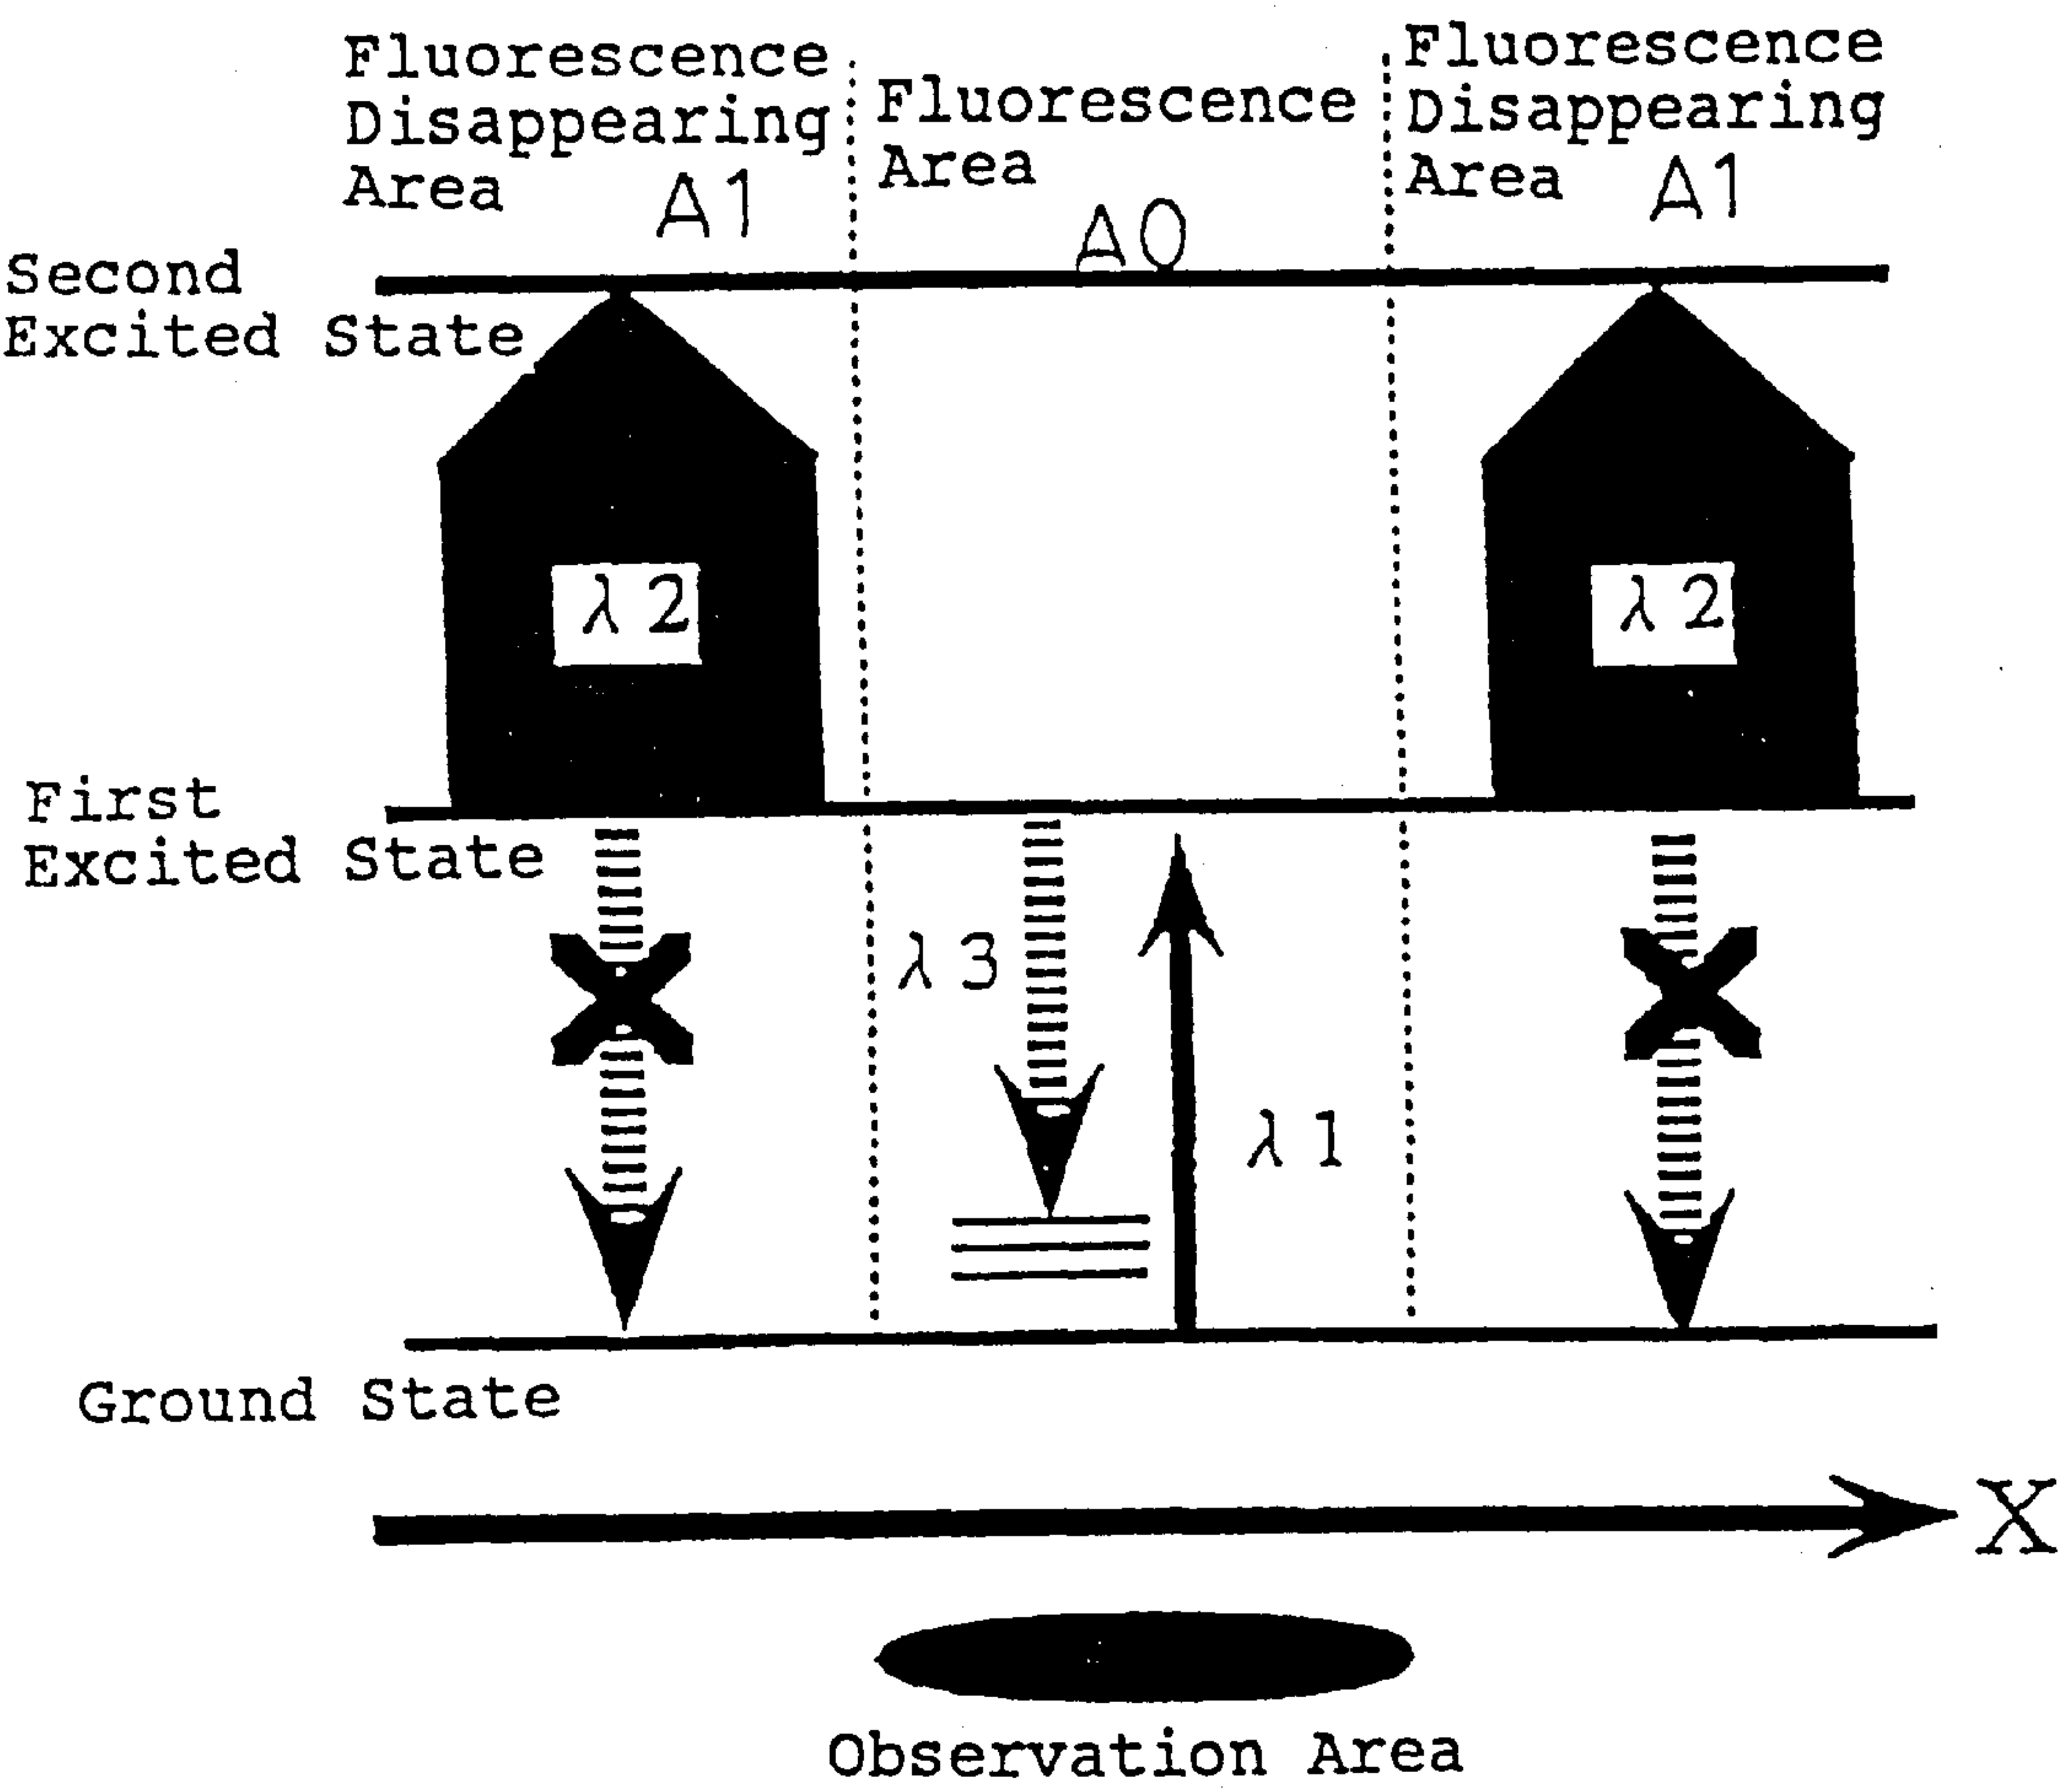 Fluorescence
Disappearing
Area A1
Fluorescence
Area
A0
Fluorescence
Disappearing
Area A1
Second
Excited State
λ2
λ2
First
Excited State
λ3
λ1
Ground State
X
Observation Area